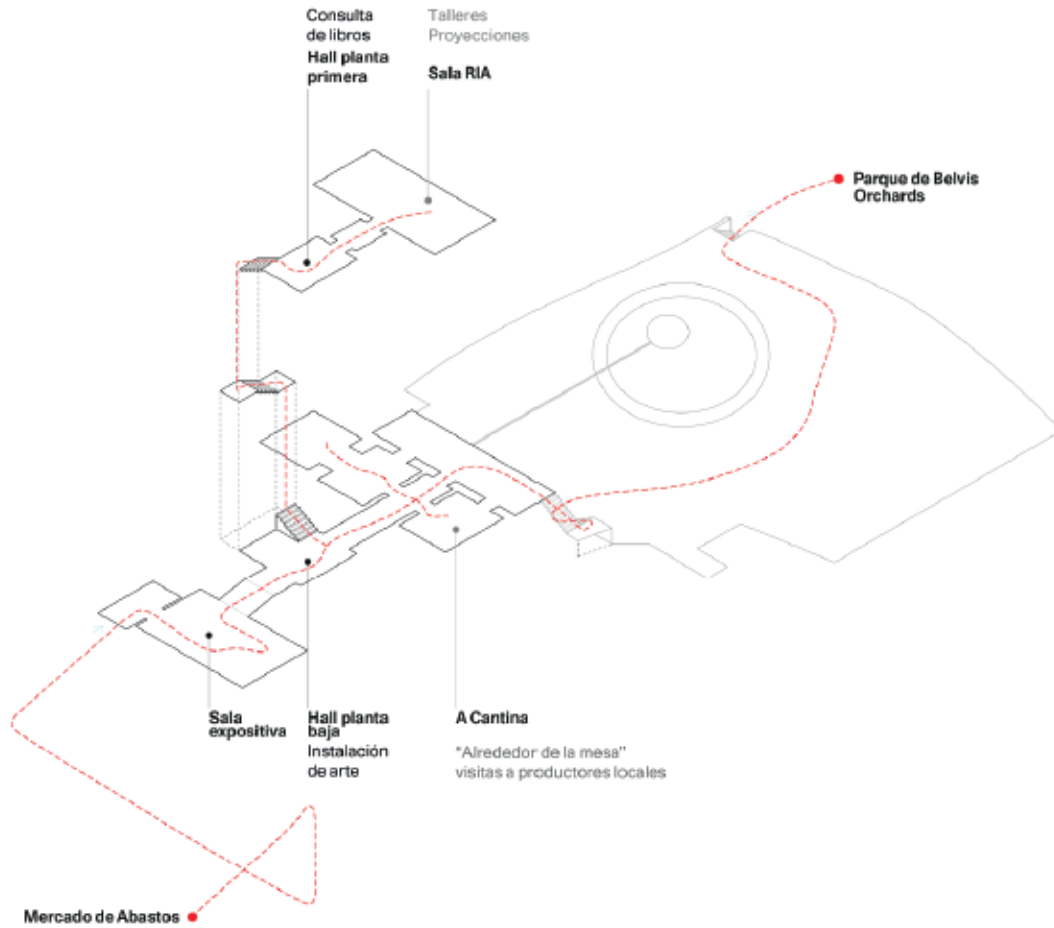 Consulta
de libros
Hall planta
primera
Talleres
Proyecciones
Sala RIA
Parque de Belvis
Orchards
Sala
expositiva
Hall planta
baja
Instalación
de arte
A Cantina
"Alrededor de la mesa"
visitas a productores locales
Mercado de Abastos